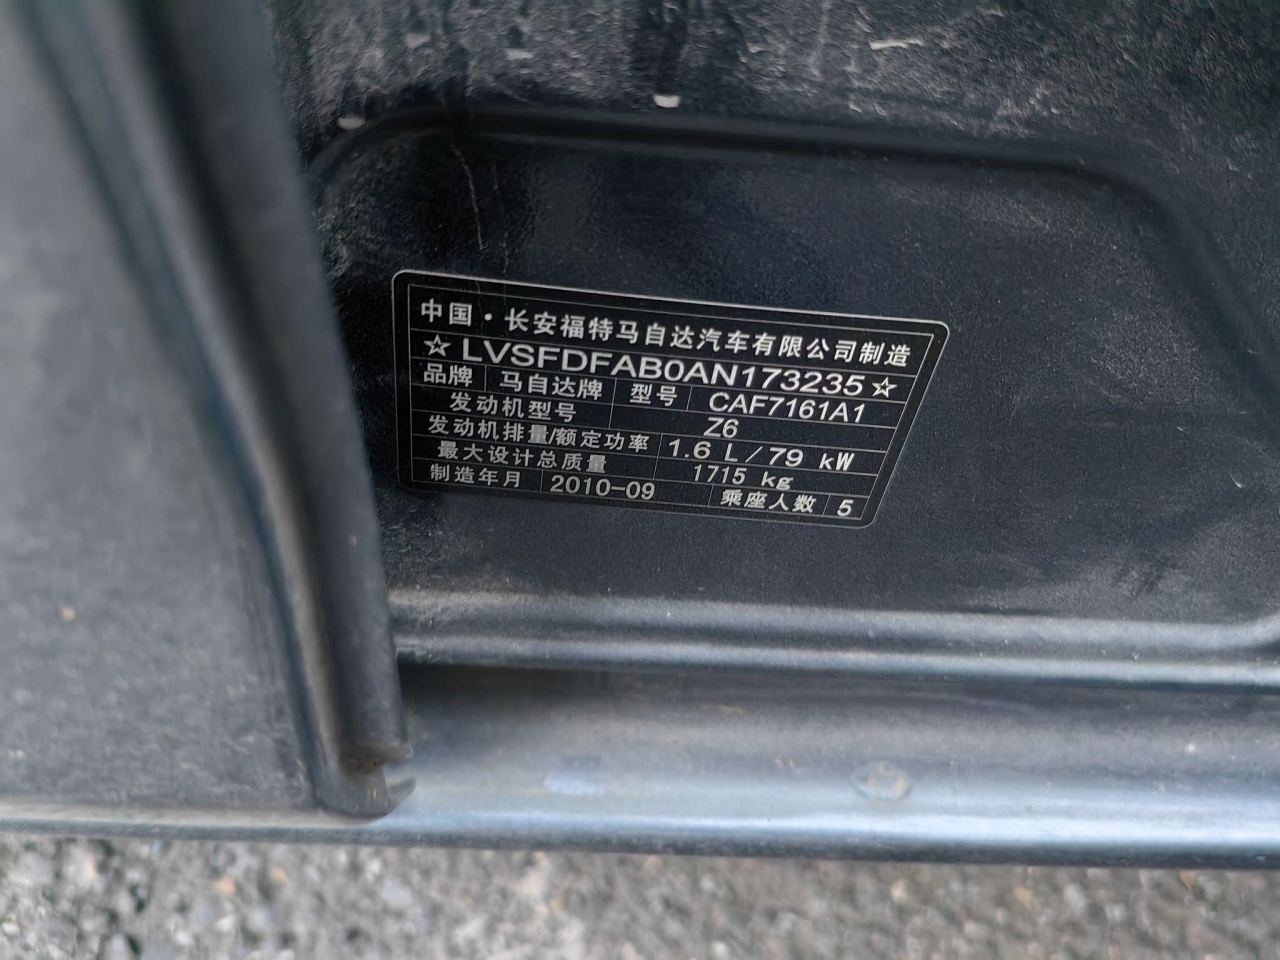 中国·长安福特马自达汽车有限公司制造
☆LVSFDFAB0AN173235☆
品牌 马自达牌 型号 CAF7161A1
发动机型号 Z6
发动机排量/额定功率 1.6 L/79 kW
最大设计总质量 1715 kg
制造年月 2010-09 乘座人数 5